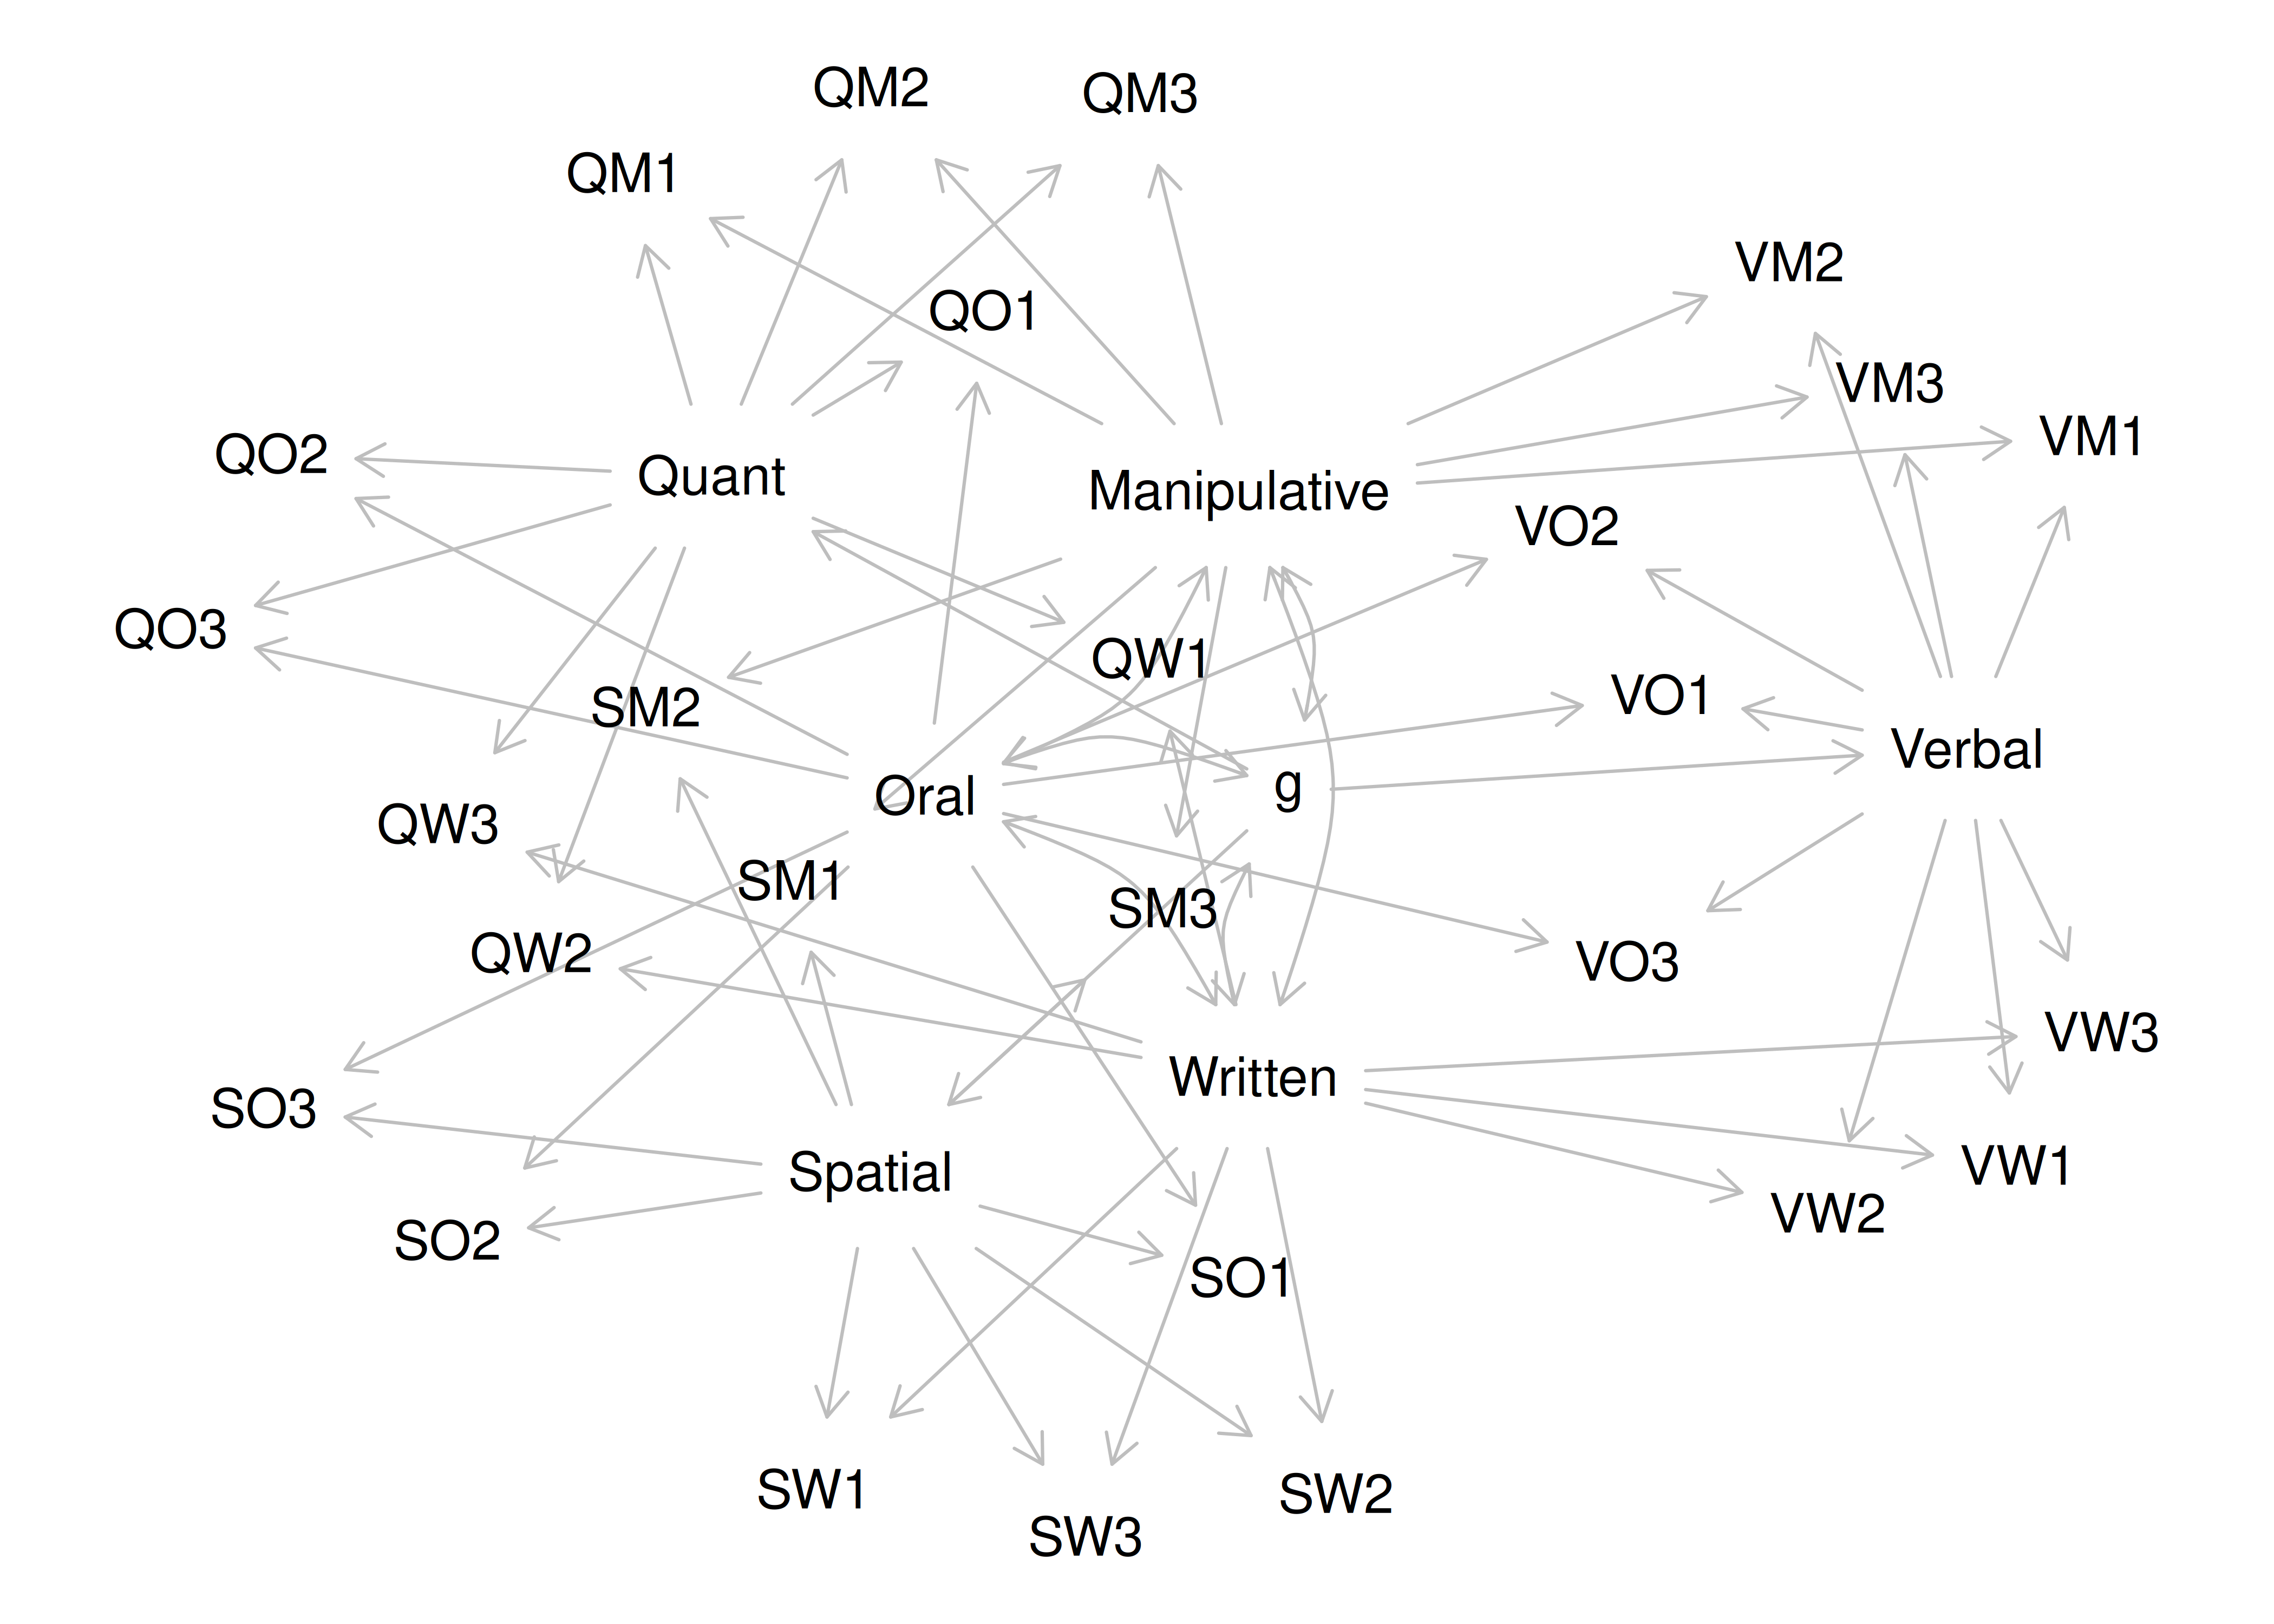 QM2
QM3
QM1
VM2
QO1
VM3
VM1
QO2
Quant
Manipulative
VO2
QO3
QW1
SM2
VO1
Verbal
Oral
g
QW3
SM1
SM3
QW2
VO3
VW3
Written
SO3
Spatial
VW1
VW2
SO2
SO1
SW1
SW2
SW3